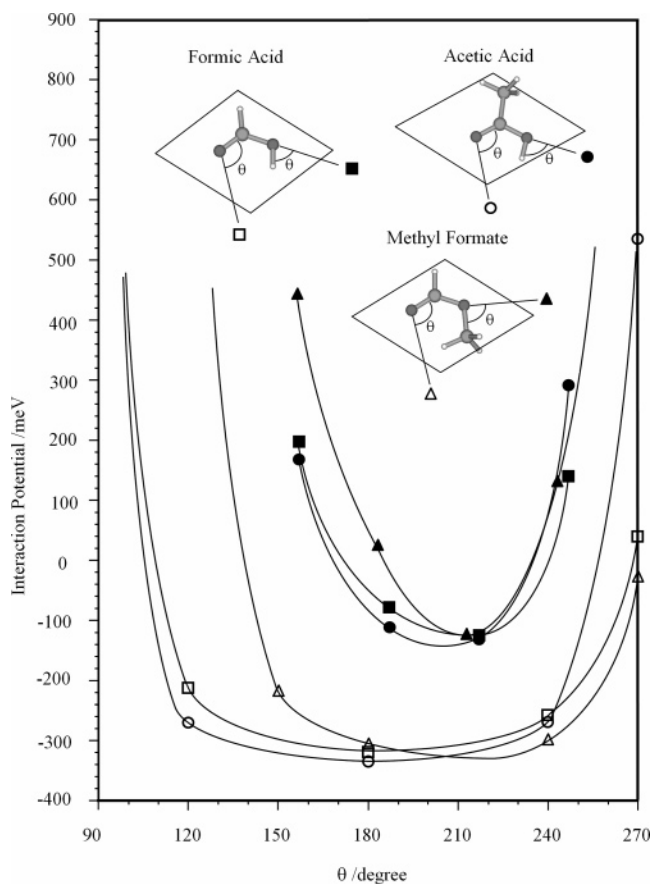 Formic Acid
Acetic Acid
θ
θ
θ
θ
Methyl Formate
θ
θ
Interaction Potential /meV
900
800
700
600
500
400
300
200
100
0
-100
-200
-300
-400
90
120
150
180
210
240
270
θ /degree